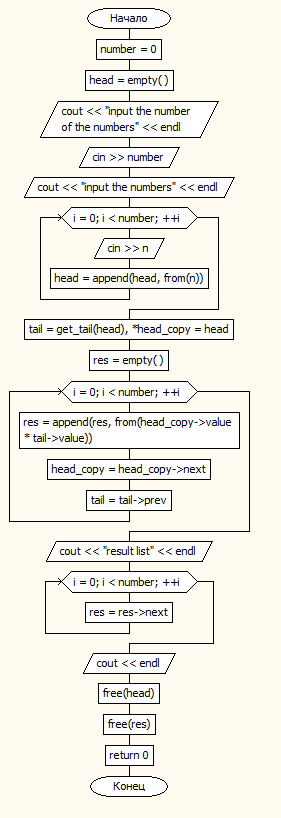 Начало
number = 0
head = empty( )
cout << "input the number
of the numbers" << endl
cin >> number
cout << "input the numbers" << endl
i = 0; i < number; ++i
cin >> n
head = append(head, from(n))
tail = get_tail(head), *head_copy = head
res = empty( )
i = 0; i < number; ++i
res = append(res, from(head_copy->value
* tail->value))
head_copy = head_copy->next
tail = tail->prev
cout << "result list" << endl
i = 0; i < number; ++i
res = res->next
cout << endl
free(head)
free(res)
return 0
Конец